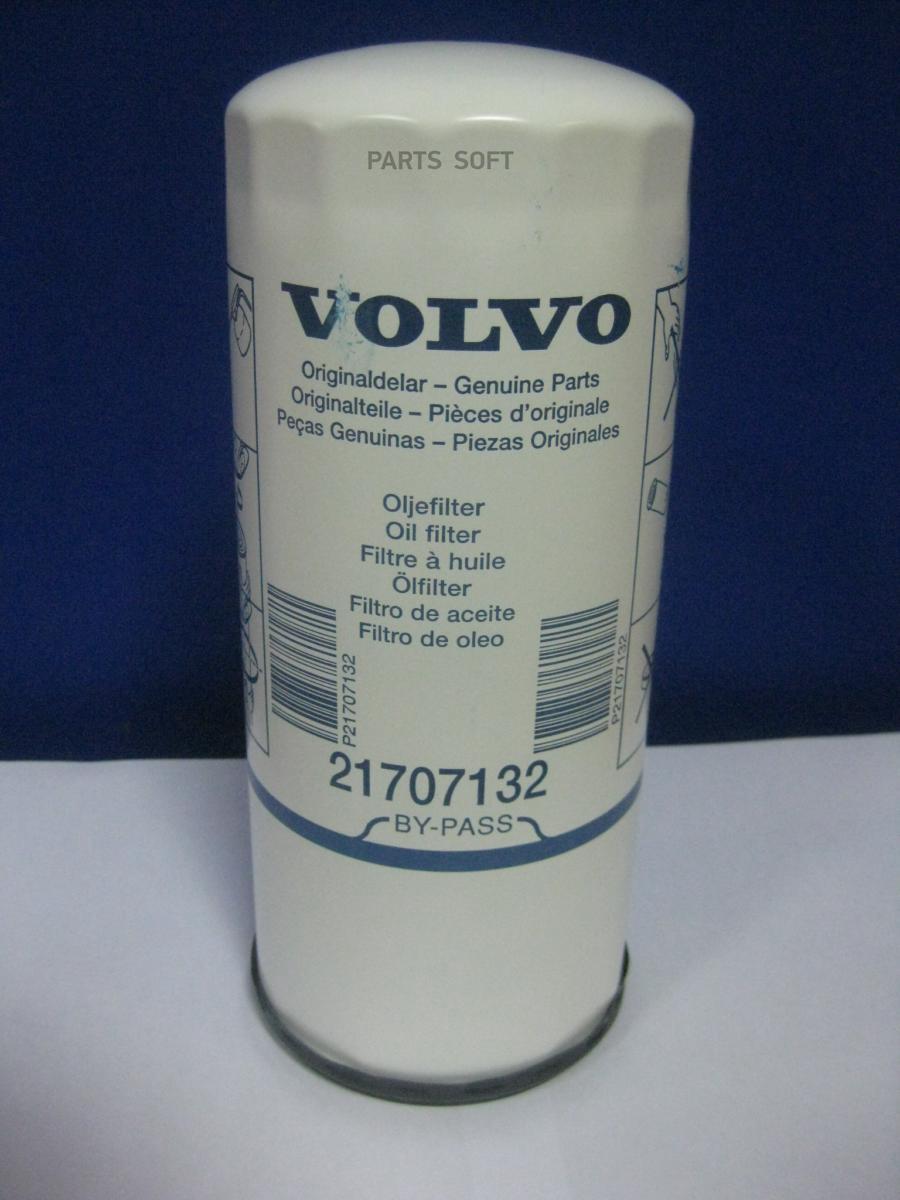 PARTS SOFT
VOLVO
Originaldelar – Genuine Parts
Originalteile – Pièces d'originale
Peças Genuinas – Piezas Originales
Oljefilter
Oil filter
Filtre à huile
Ölfilter
Filtro de aceite
Filtro de oleo
P21707132
P21707132
21707132
BY-PASS